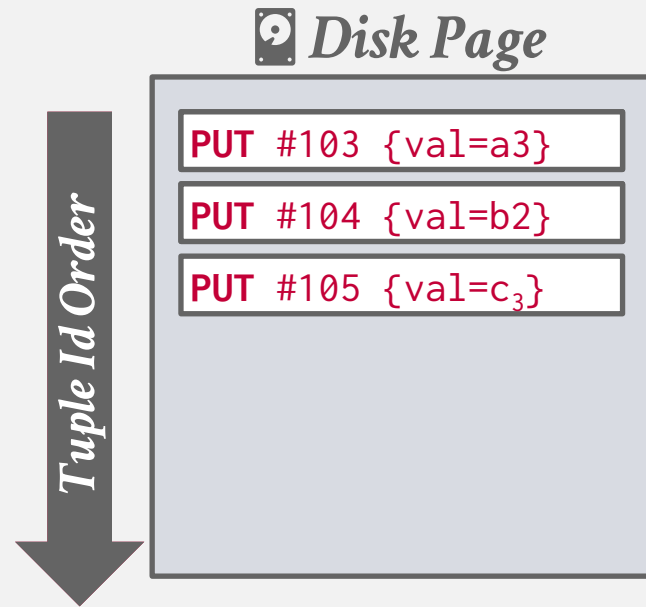 Disk Page
PUT #103 {val=a3}
PUT #104 {val=b2}
PUT #105 {val=c₃}
Tuple Id Order